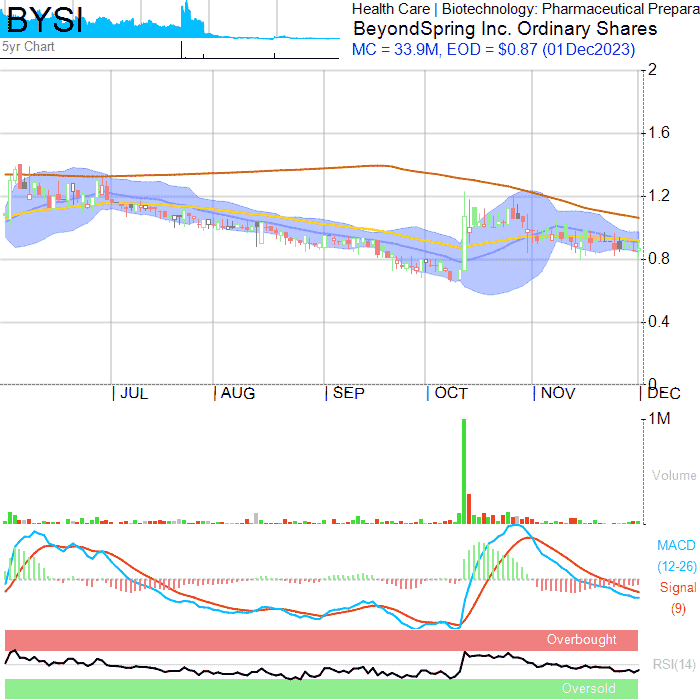 BYSI
Health Care | Biotechnology: Pharmaceutical Prepara
BeyondSpring Inc. Ordinary Shares
5yr Chart
MC = 33.9M, EOD = $0.87 (01Dec2023)
2
1.6
1.2
0.8
0.4
0
JUL AUG SEP OCT NOV DEC
1M
Volume
MACD
(12-26)
Signal
(9)
Overbought
RSI(14)
Oversold